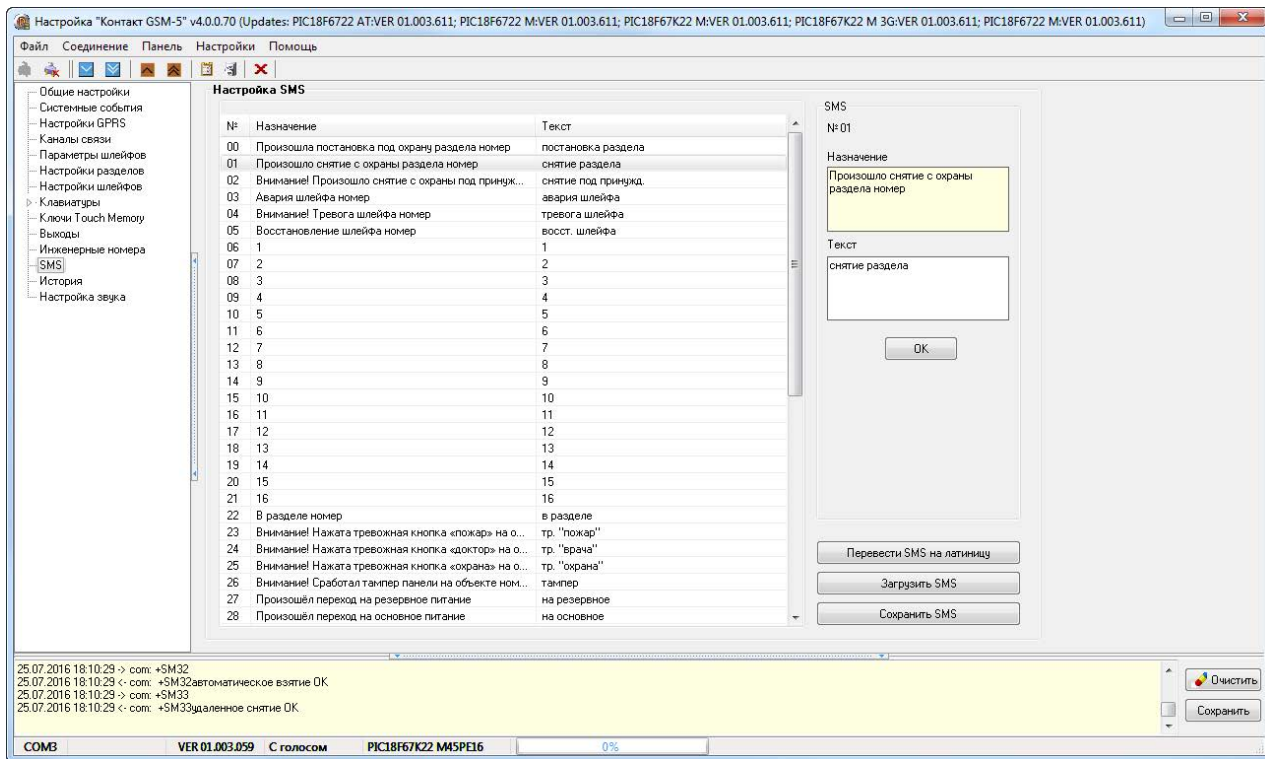 Настройка "Контакт GSM-5" v4.0.0.70 (Updates: PIC18F6722 AT:VER 01.003.611; PIC18F6722 M:VER 01.003.611; PIC18F67K22 M:VER 01.003.611; PIC18F67K22 M 3G:VER 01.003.611; PIC18F6722 M:VER 01.003.611)
Файл Соединение Панель Настройки Помощь
Общие настройки
Системные события
Настройки GPRS
Каналы связи
Параметры шлейфов
Настройки разделов
Настройки шлейфов
Клавиатуры
Ключи Touch Memory
Выходы
Инженерные номера
SMS
История
Настройка звука
Настройка SMS
№ Назначение Текст
00 Произошла постановка под охрану раздела номер постановка раздела
01 Произошло снятие с охраны раздела номер снятие раздела
02 Внимание! Произошло снятие с охраны под принуж... снятие под принужд.
03 Авария шлейфа номер авария шлейфа
04 Внимание! Тревога шлейфа номер тревога шлейфа
05 Восстановление шлейфа номер восст. шлейфа
06 1 1
07 2 2
08 3 3
09 4 4
10 5 5
11 6 6
12 7 7
13 8 8
14 9 9
15 10 10
16 11 11
17 12 12
18 13 13
19 14 14
20 15 15
21 16 16
22 В разделе номер в разделе
23 Внимание! Нажата тревожная кнопка «пожар» на о... тр. "пожар"
24 Внимание! Нажата тревожная кнопка «доктор» на о... тр. "врача"
25 Внимание! Нажата тревожная кнопка «охрана» на о... тр. "охрана"
26 Внимание! Сработал тампер панели на объекте ном... тампер
27 Произошёл переход на резервное питание на резервное
28 Произошёл переход на основное питание на основное
SMS
№ 01
Назначение
Произошло снятие с охраны
раздела номер
Текст
снятие раздела
OK
Перевести SMS на латиницу
Загрузить SMS
Сохранить SMS
25.07.2016 18:10:29 -> com: +SM32
25.07.2016 18:10:29 <- com: +SM32автоматическое взятие OK
25.07.2016 18:10:29 -> com: +SM33
25.07.2016 18:10:29 <- com: +SM33удаленное снятие OK
Очистить
Сохранить
COM3 VER 01.003.059 С голосом PIC18F67K22 M45PE16 0%